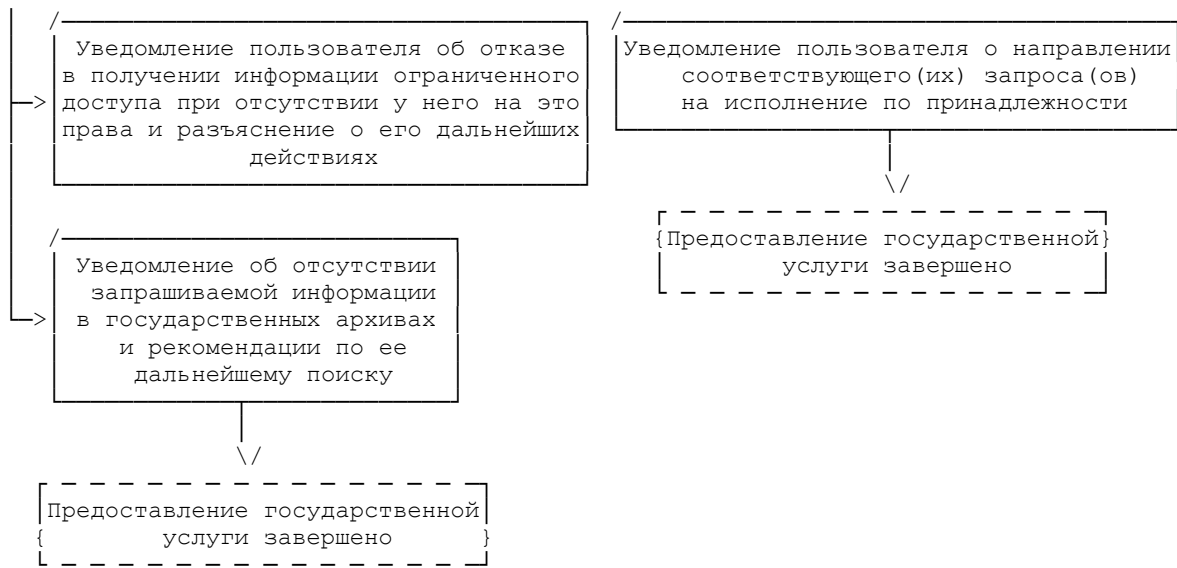 Уведомление пользователя об отказе
в получении информации ограниченного
доступа при отсутствии у него на это
права и разъяснение о его дальнейших
действиях
Уведомление пользователя о направлении
соответствующего(их) запроса(ов)
на исполнение по принадлежности
Предоставление государственной
услуги завершено
Уведомление об отсутствии
запрашиваемой информации
в государственных архивах
и рекомендации по ее
дальнейшему поиску
Предоставление государственной
услуги завершено